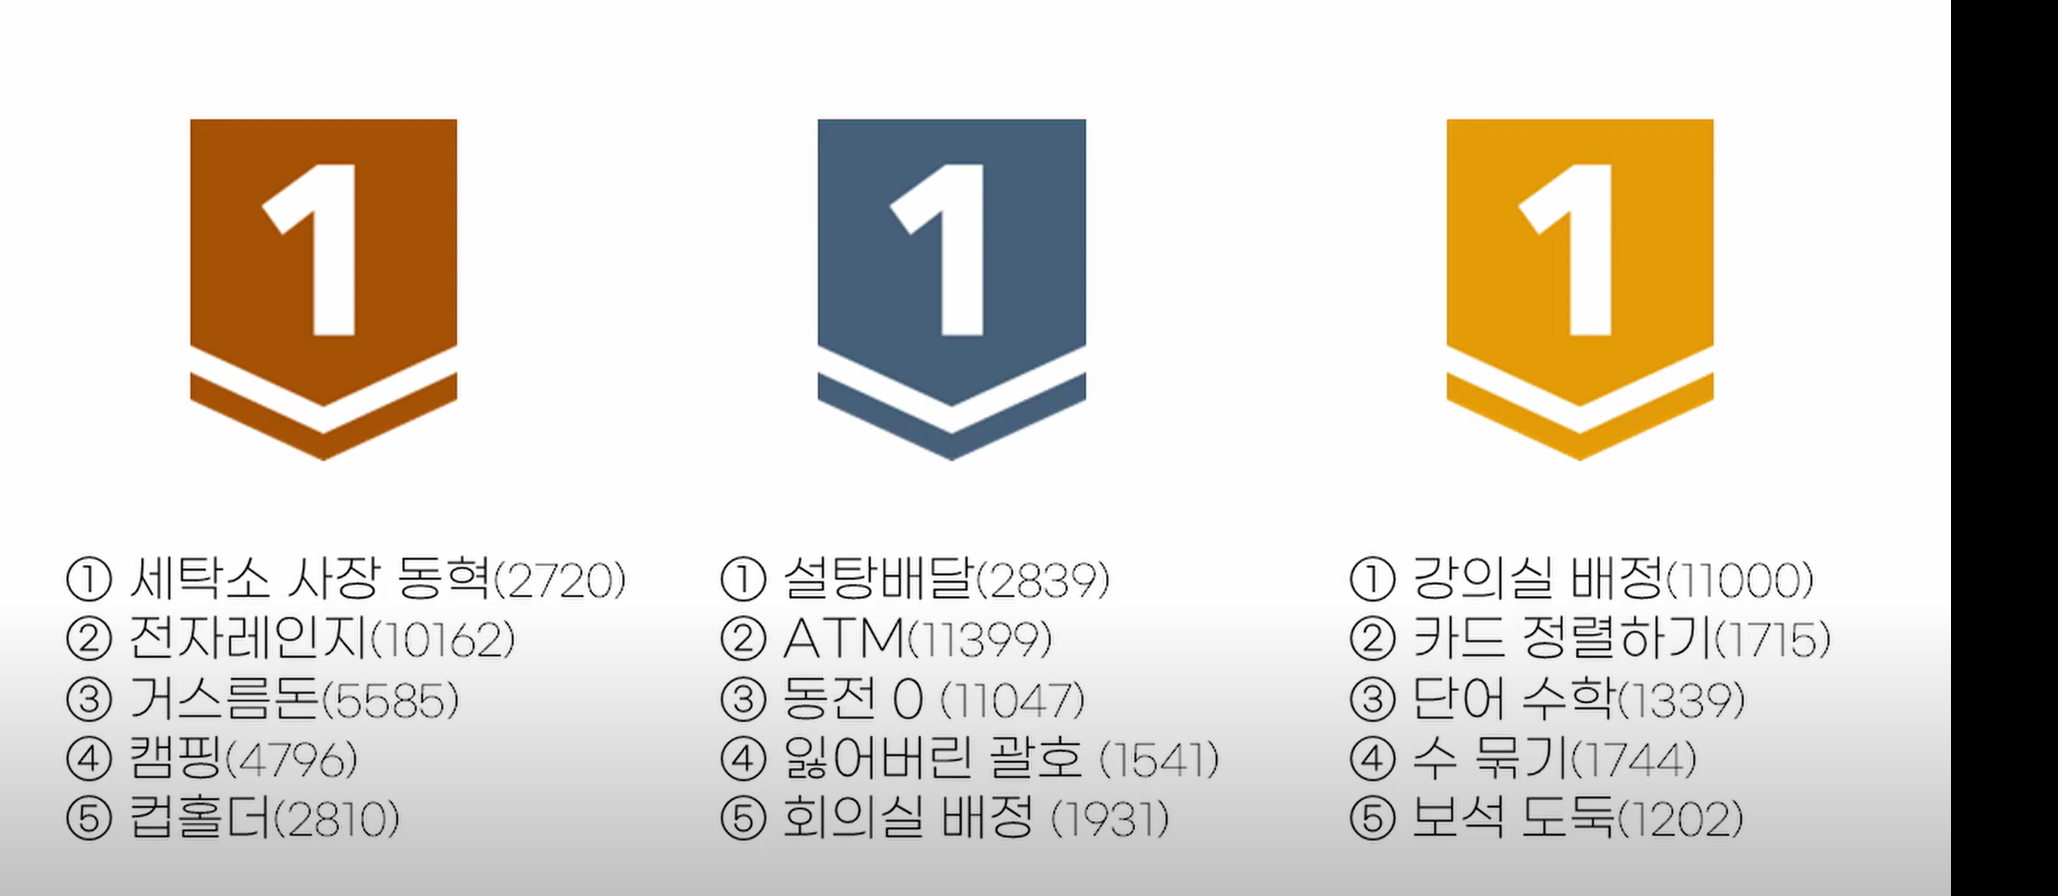 1
① 세탁소 사장 동혁(2720)
② 전자레인지(10162)
③ 거스름돈(5585)
④ 캠핑(4796)
⑤ 컵홀더(2810)
1
① 설탕배달(2839)
② ATM(11399)
③ 동전 0 (11047)
④ 잃어버린 괄호 (1541)
⑤ 회의실 배정 (1931)
1
① 강의실 배정(11000)
② 카드 정렬하기(1715)
③ 단어 수학(1339)
④ 수 묶기(1744)
⑤ 보석 도둑(1202)